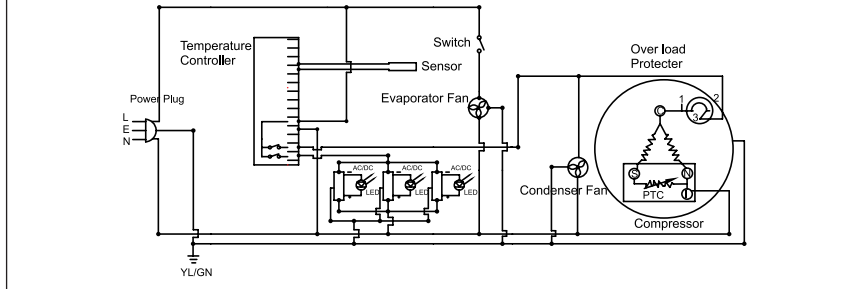 Temperature
Controller
Sensor
Switch
Evaporator Fan
Over load
Protecter
1
2
3
Power Plug
L
E
N
AC/DC
LED
AC/DC
LED
AC/DC
LED
Condenser Fan
C
S
N
PTC
Compressor
YL/GN